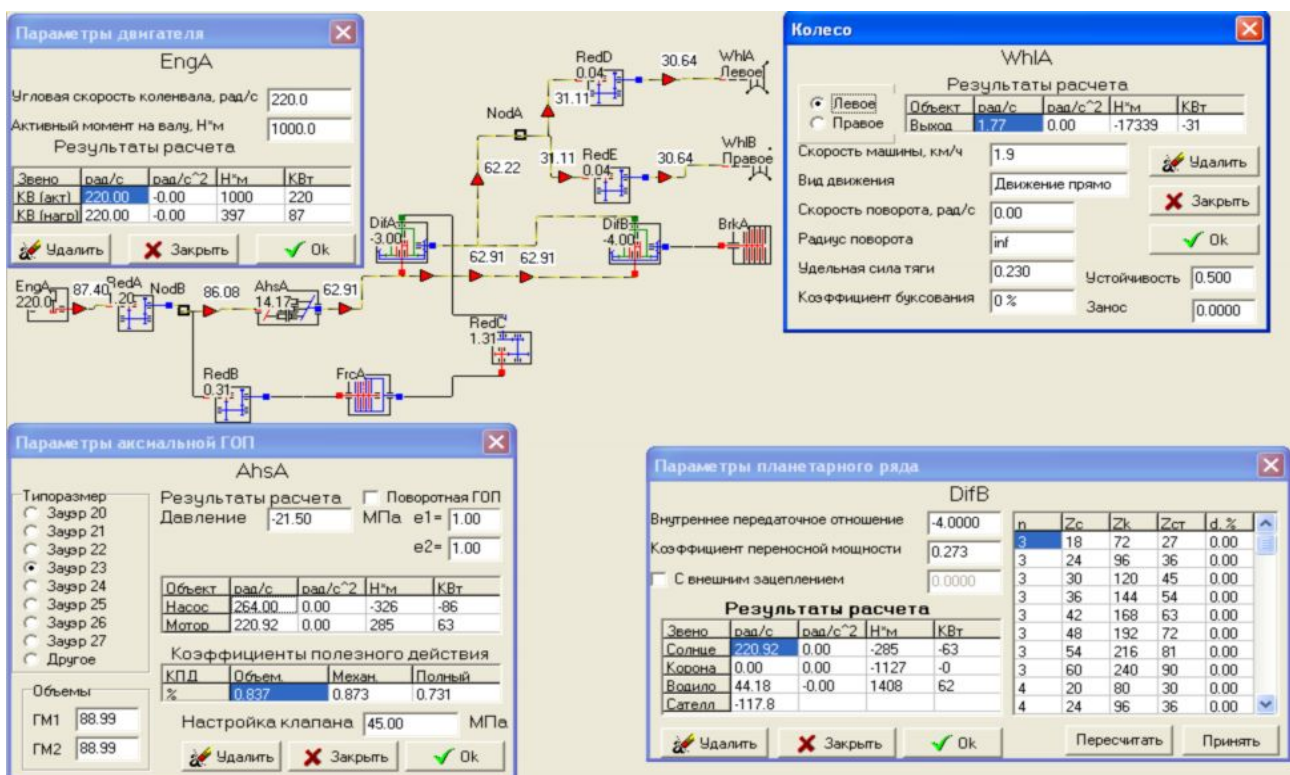 Параметры двигателя
EngA
Угловая скорость коленвала, рад/с 220.0
Активный момент на валу, Н*м 1000.0
Результаты расчета
Звено рад/с рад/с^2 Н*м КВт
КВ (акт) 220.00 -0.00 1000 220
КВ (нагр) 220.00 -0.00 397 87
Удалить Закрыть Ok
RedD
0.04
30.64
WhlA
Левое
31.11
NodA
WhlB
Правое
31.11
RedE
0.04
30.64
62.22
DifA
-3.00
DifB
-4.00
BrkA
62.91
62.91
EngA
220.0
87.40
RedA
1.20
NodB
86.08
AhsA
14.17
62.91
RedC
1.31
RedB
0.31
FrcA
Колесо
WhlA
Результаты расчета
Левое
Правое
Объект рад/с рад/с^2 Н*м КВт
Выход 1.77 0.00 -17339 -31
Скорость машины, км/ч 1.9
Удалить
Вид движения Движение прямо
Закрыть
Скорость поворота, рад/с 0.00
Радиус поворота inf
Ok
Удельная сила тяги 0.230
Устойчивость 0.500
Коэффициент буксования 0 %
Занос 0.0000
Параметры аксиальной ГОП
AhsA
Типоразмер
Зауэр 20
Зауэр 21
Зауэр 22
Зауэр 23
Зауэр 24
Зауэр 25
Зауэр 26
Зауэр 27
Другое
Результаты расчета
Поворотная ГОП
Давление -21.50 МПа e1= 1.00
e2= 1.00
Объект рад/с рад/с^2 Н*м КВт
Насос 264.00 0.00 -326 -86
Мотор 220.92 0.00 285 63
Коэффициенты полезного действия
КПД Объем. Механ. Полный
% 0.837 0.873 0.731
Объемы
ГМ1 88.99
ГМ2 88.99
Настройка клапана 45.00 МПа
Удалить Закрыть Ok
Параметры планетарного ряда
DifB
Внутреннее передаточное отношение -4.0000
Коэффициент переносной мощности 0.273
С внешним зацеплением 0.0000
Результаты расчета
Звено рад/с рад/с^2 Н*м КВт
Солнце 220.92 0.00 -285 -63
Корона 0.00 0.00 -1127 -0
Водило 44.18 -0.00 1408 62
Сателл -117.8
Удалить Закрыть Ok
n Zc Zk Zст d. %
3 18 72 27 0.00
3 24 96 36 0.00
3 30 120 45 0.00
3 36 144 54 0.00
3 42 168 63 0.00
3 48 192 72 0.00
3 54 216 81 0.00
3 60 240 90 0.00
4 20 80 30 0.00
4 24 96 36 0.00
Пересчитать Принять